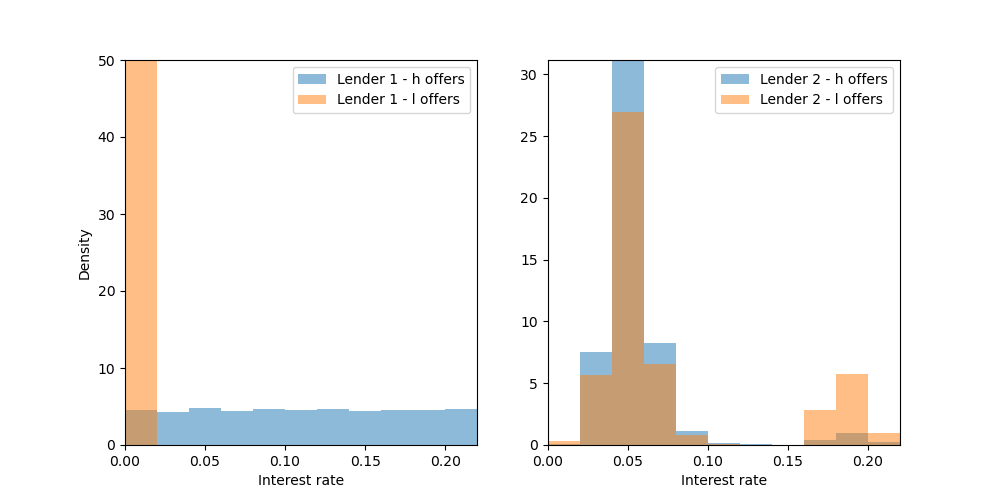 50
40
30
20
10
0
Density
0.00 0.05 0.10 0.15 0.20
Interest rate
Lender 1 - h offers
Lender 1 - l offers
30
25
20
15
10
5
0
0.00 0.05 0.10 0.15 0.20
Interest rate
Lender 2 - h offers
Lender 2 - l offers